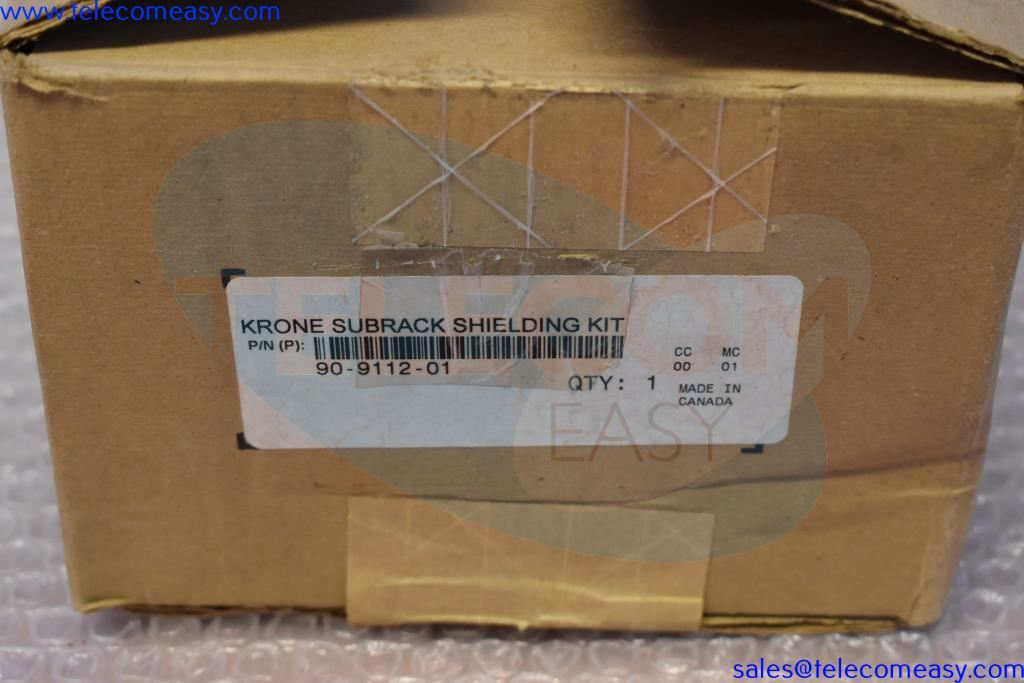 www.telecomeasy.com
TELECOM
EASY
KRONE SUBRACK SHIELDING KIT
P/N (P):
90-9112-01
QTY: 1
CC MC
00 01
MADE IN
CANADA
sales@telecomeasy.com